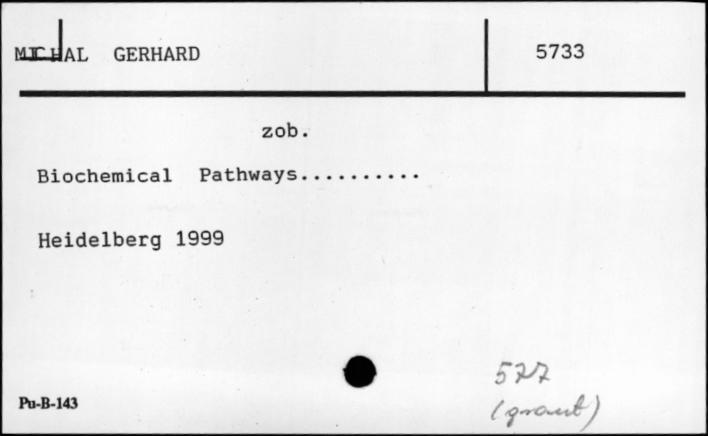 MICHAL GERHARD 5733
zob.
Biochemical Pathways..........
Heidelberg 1999
577
(grant)
Pu-B-143